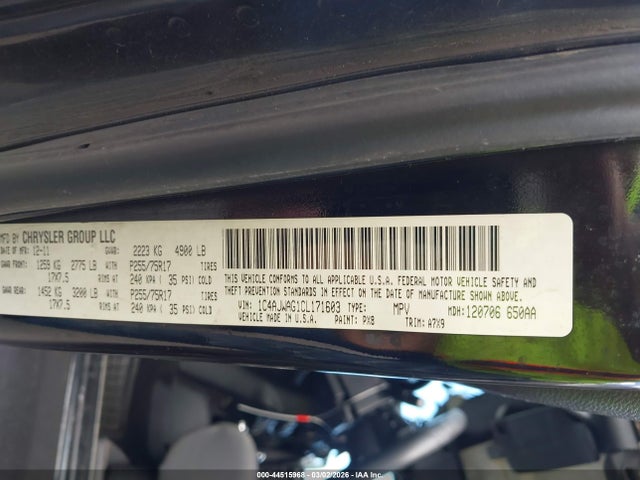 MFD BY CHRYSLER GROUP LLC
DATE OF MFR: 12-11 GVWR: 2223 KG 4900 LB
GAWR FRONT: 1259 KG 2775 LB WITH P255/75R17 TIRES
17X7.5 RIMS AT 240 KPA ( 35 PSI) COLD
GAWR REAR: 1452 KG 3200 LB WITH P255/75R17 TIRES
17X7.5 RIMS AT 240 KPA ( 35 PSI) COLD
THIS VEHICLE CONFORMS TO ALL APPLICABLE U.S.A. FEDERAL MOTOR VEHICLE SAFETY AND
THEFT PREVENTION STANDARDS IN EFFECT ON THE DATE OF MANUFACTURE SHOWN ABOVE.
VIN: 1C4AJWAG1CL171603 TYPE: MPV MDH:120706 650AA
VEHICLE MADE IN U.S.A. PAINT: PX8 TRIM: A7X9
000-44515968 - 03/02/2026 - IAA Inc.